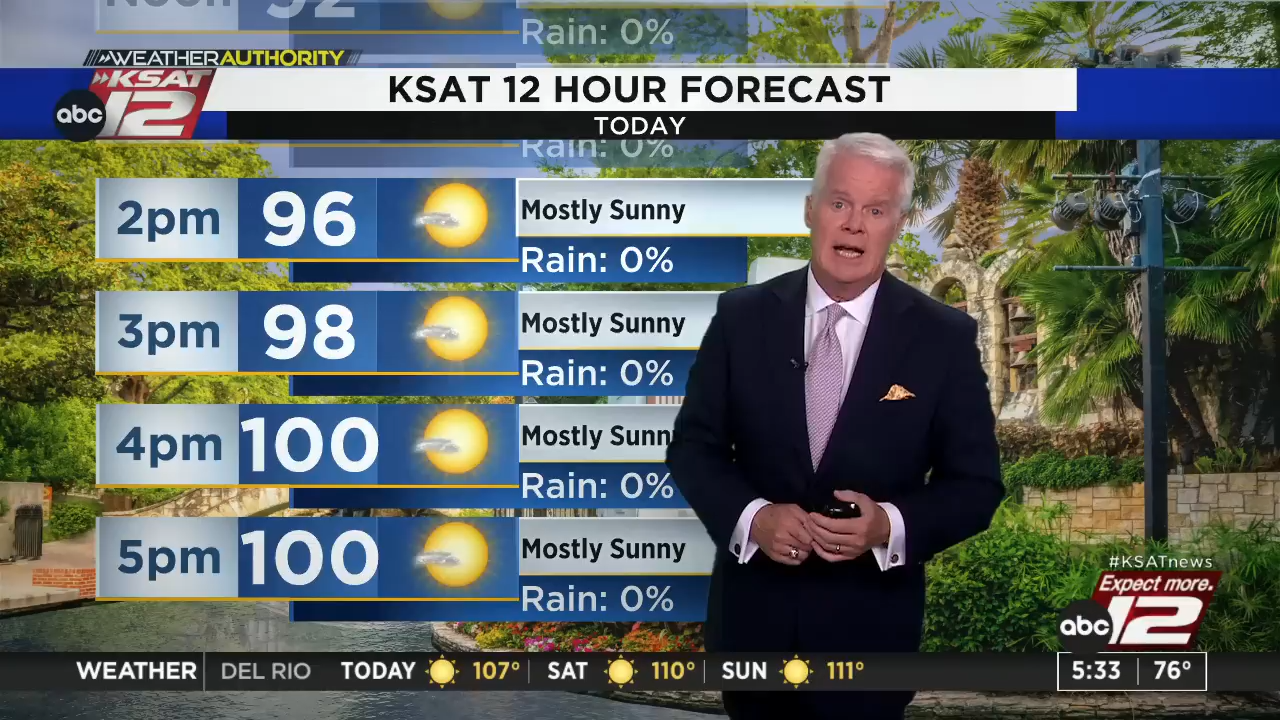 Noon 92
Rain: 0%
WEATHER AUTHORITY
KSAT
abc 12
KSAT 12 HOUR FORECAST
TODAY
Rain: 0%
2pm 96 Mostly Sunny
Rain: 0%
3pm 98 Mostly Sunny
Rain: 0%
4pm 100 Mostly Sunn
Rain: 0%
5pm 100 Mostly Sunny
Rain: 0%
#KSATnews
Expect more.
abc 12
WEATHER DEL RIO TODAY 107° SAT 110° SUN 111° 5:33 76°